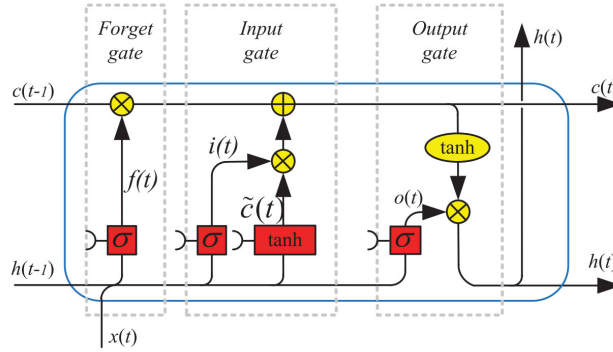 Forget gate
Input gate
Output gate
h(t)
c(t-1)
c(t
i(t)
tanh
f(t)
c̃(t)
o(t)
σ
σ
tanh
σ
h(t-1)
h(t)
x(t)